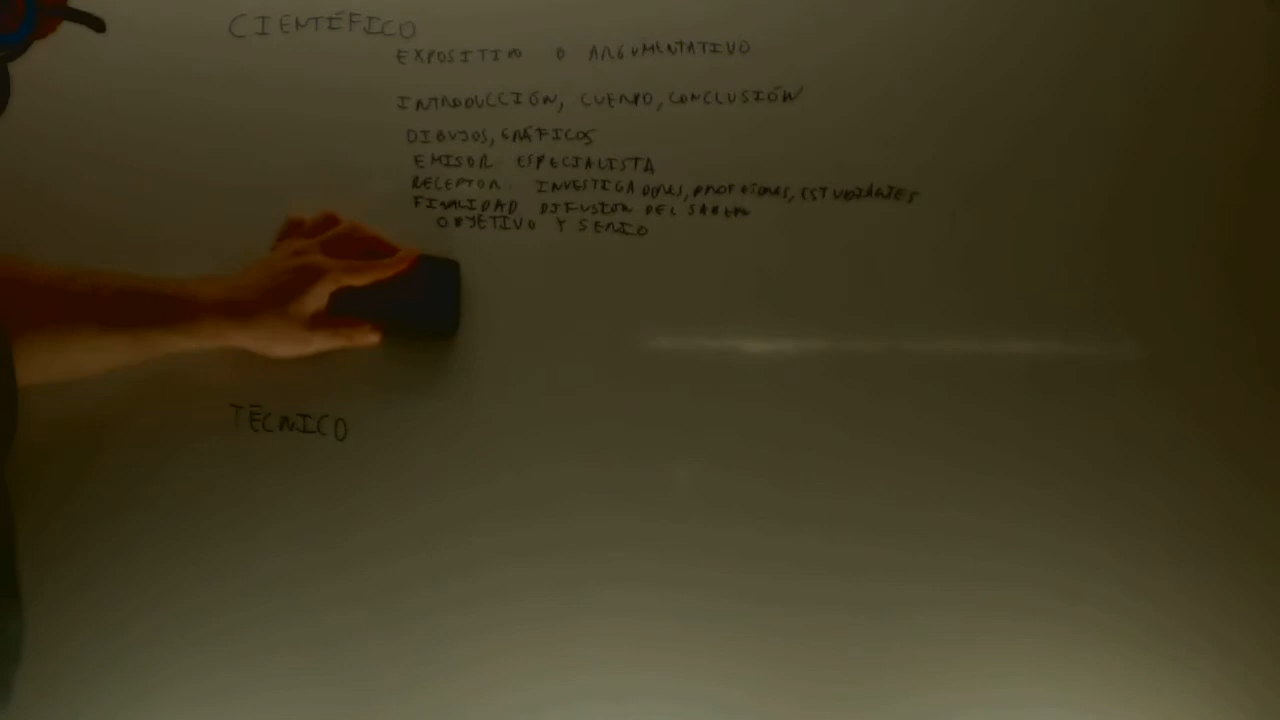 CIENTÍFICO
EXPOSITIVO O ARGUMENTATIVO
INTRODUCCIÓN, CUERPO, CONCLUSIÓN
DIBUJOS, GRÁFICOS
EMISOR ESPECIALISTA
RECEPTOR INVESTIGADORES, PROFESORES, ESTUDIANTES
FINALIDAD DIFUSIÓN DEL SABER
OBJETIVO Y SERIO
TÉCNICO